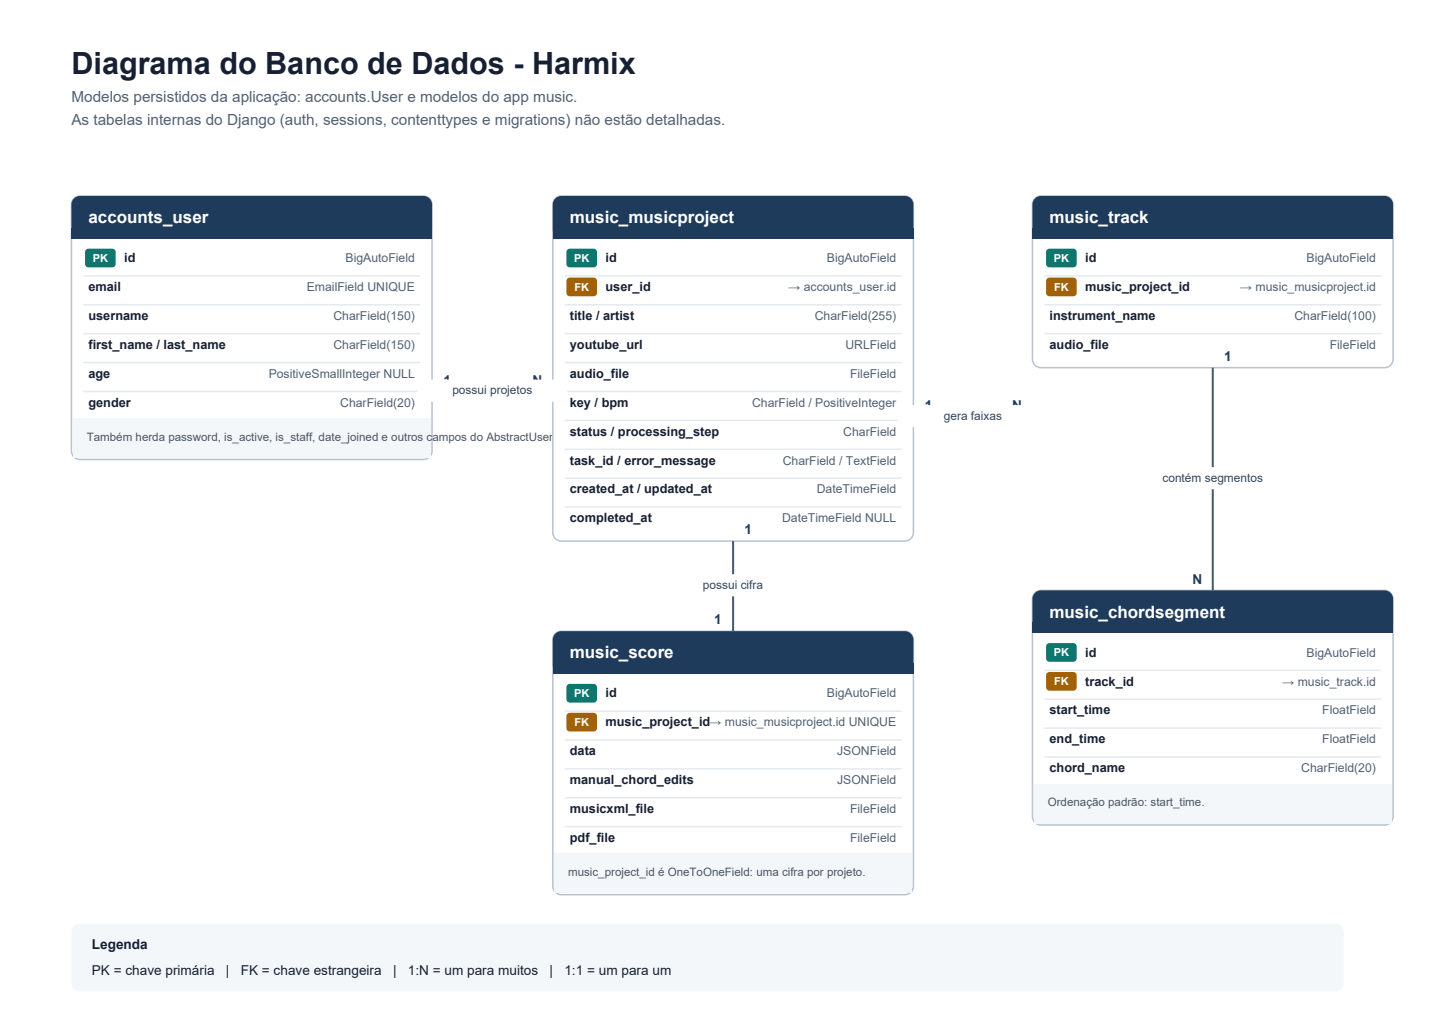 Diagrama do Banco de Dados - Harmix
Modelos persistidos da aplicação: accounts.User e modelos do app music.
As tabelas internas do Django (auth, sessions, contenttypes e migrations) não estão detalhadas.
accounts_user
PK id BigAutoField
email EmailField UNIQUE
username CharField(150)
first_name / last_name CharField(150)
age PositiveSmallInteger NULL
gender CharField(20)
Também herda password, is_active, is_staff, date_joined e outros campos do AbstractUser
1 possui projetos N
music_musicproject
PK id BigAutoField
FK user_id → accounts_user.id
title / artist CharField(255)
youtube_url URLField
audio_file FileField
key / bpm CharField / PositiveInteger
status / processing_step CharField
task_id / error_message CharField / TextField
created_at / updated_at DateTimeField
completed_at DateTimeField NULL
1
possui cifra
1
1 gera faixas N
music_track
PK id BigAutoField
FK music_project_id → music_musicproject.id
instrument_name CharField(100)
audio_file FileField
1
contém segmentos
N
music_score
PK id BigAutoField
FK music_project_id→ music_musicproject.id UNIQUE
data JSONField
manual_chord_edits JSONField
musicxml_file FileField
pdf_file FileField
music_project_id é OneToOneField: uma cifra por projeto.
music_chordsegment
PK id BigAutoField
FK track_id → music_track.id
start_time FloatField
end_time FloatField
chord_name CharField(20)
Ordenação padrão: start_time.
Legenda
PK = chave primária | FK = chave estrangeira | 1:N = um para muitos | 1:1 = um para um